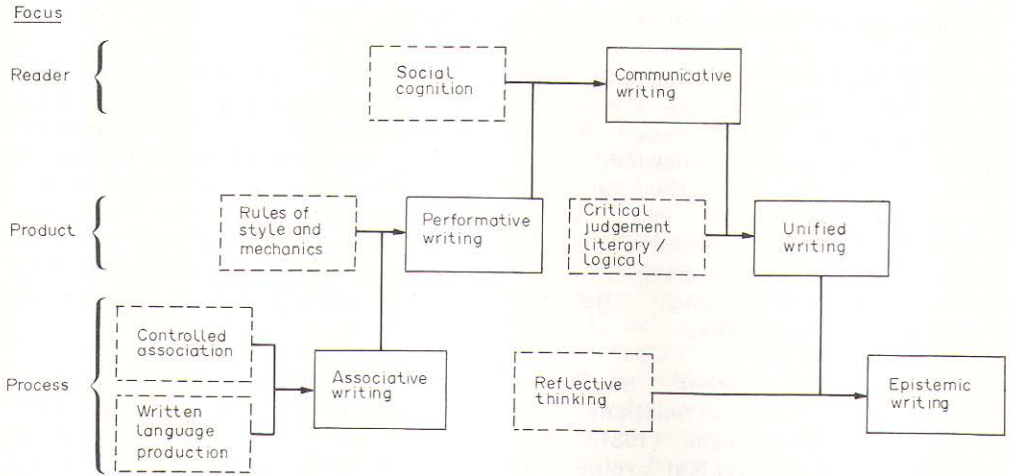 Focus
Reader
Social
cognition
Communicative
writing
Product
Rules of
style and
mechanics
Performative
writing
Critical
judgement
literary /
logical
Unified
writing
Process
Controlled
association
Written
language
production
Associative
writing
Reflective
thinking
Epistemic
writing